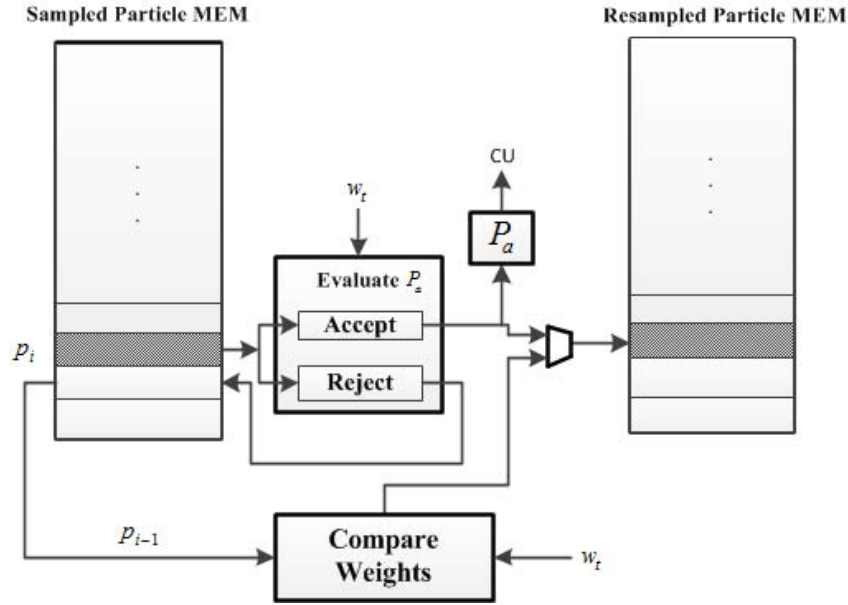 Sampled Particle MEM
Resampled Particle MEM
.
.
.
.
.
.
CU
w_t
P_a
Evaluate P_a
Accept
Reject
p_i
p_{i-1}
Compare
Weights
w_t